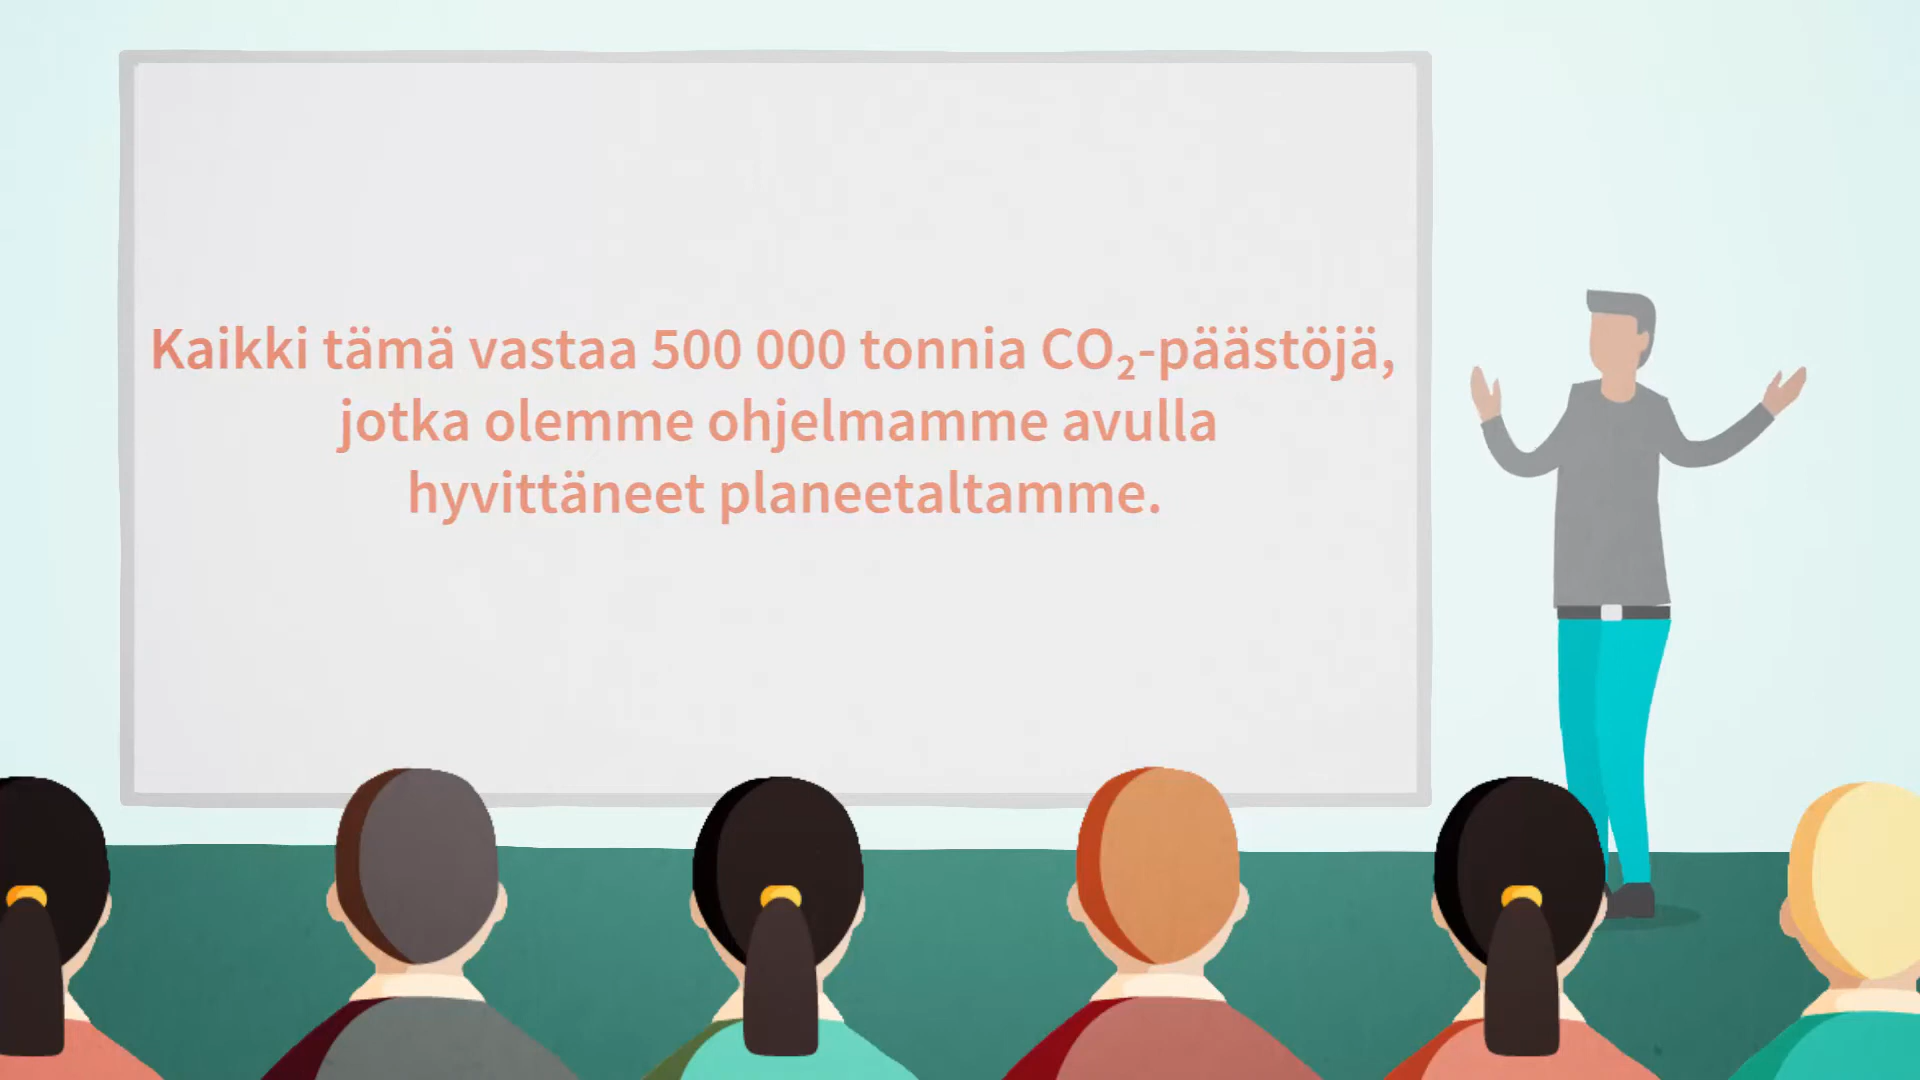 Kaikki tämä vastaa 500 000 tonnia CO₂-päästöjä,
jotka olemme ohjelmamme avulla
hyvittäneet planeetaltamme.